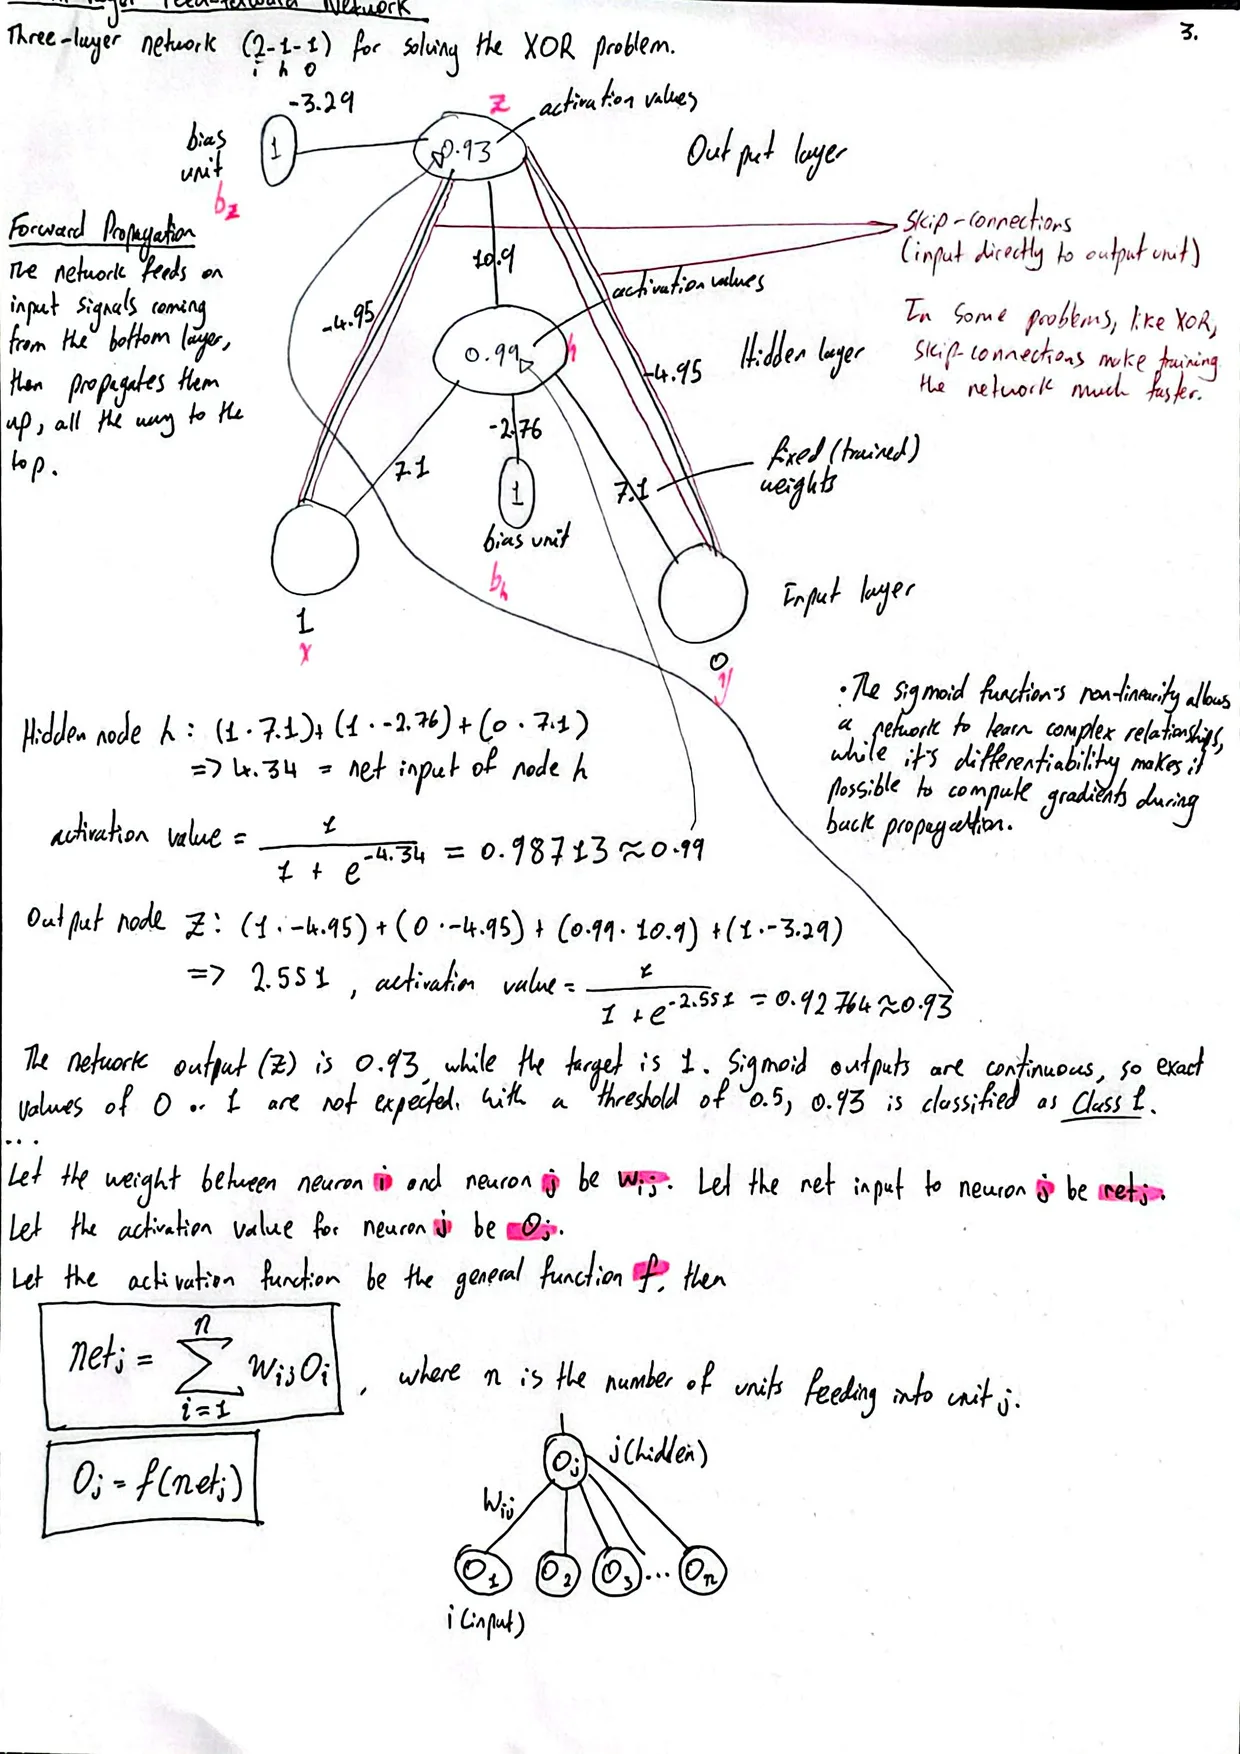 Feed-forward Network
Three-layer network (2-1-1) for solving the XOR problem.
i h o
3.
-3.29
z
activation values
bias
unit
1
0.93
Output layer
bz
Forward Propagation
The network feeds on
input signals coming
from the bottom layer,
then propagates them
up, all the way to the
top.
Skip-connections
(input directly to output unit)
10.9
activation values
In some problems, like XOR,
skip-connections make training
the network much faster.
-4.95
0.99
h
-4.95
Hidden layer
-2.76
7.1
1
7.1
fixed (trained)
weights
bias unit
bh
Input layer
1
x
0
y
• The sigmoid function's non-linearity allows
a network to learn complex relationships,
while it's differentiability makes it
possible to compute gradients during
back propagation.
Hidden node h : (1 · 7.1) + (1 · -2.76) + (0 · 7.1)
=> 4.34 = net input of node h
activation value = 1 / (1 + e^-4.34) = 0.98713 ≈ 0.99
Output node Z : (1 · -4.95) + (0 · -4.95) + (0.99 · 10.9) + (1 · -3.29)
=> 2.551 , activation value = 1 / (1 + e^-2.551) = 0.92764 ≈ 0.93
The network output (z) is 0.93, while the target is 1. Sigmoid outputs are continuous, so exact
values of 0 or 1 are not expected. With a threshold of 0.5, 0.93 is classified as Class 1.
...
Let the weight between neuron i and neuron j be wij. Let the net input to neuron j be netj.
Let the activation value for neuron j be Oj.
Let the activation function be the general function f, then
netj = n∑i=1 wij Oi , where n is the number of units feeding into unit j.
Oj = f(netj)
Oj
j (hidden)
Wij
O1 O2 O3 ... On
i (input)